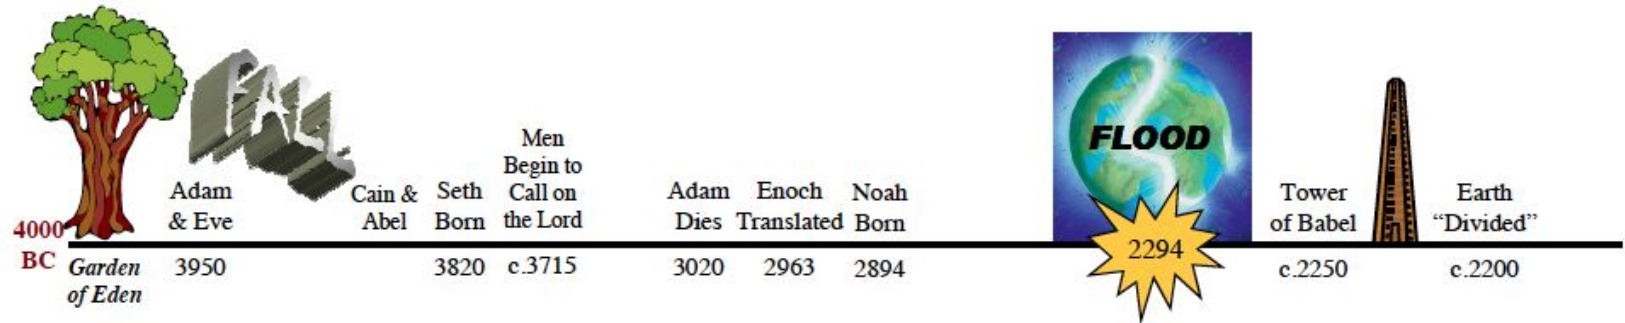 4000
BC
Garden
of Eden
Adam
& Eve
3950
FALL
Cain &
Abel
Seth
Born
3820
Men
Begin to
Call on
the Lord
c.3715
Adam
Dies
3020
Enoch
Translated
2963
Noah
Born
2894
FLOOD
2294
Tower
of Babel
c.2250
Earth
“Divided”
c.2200